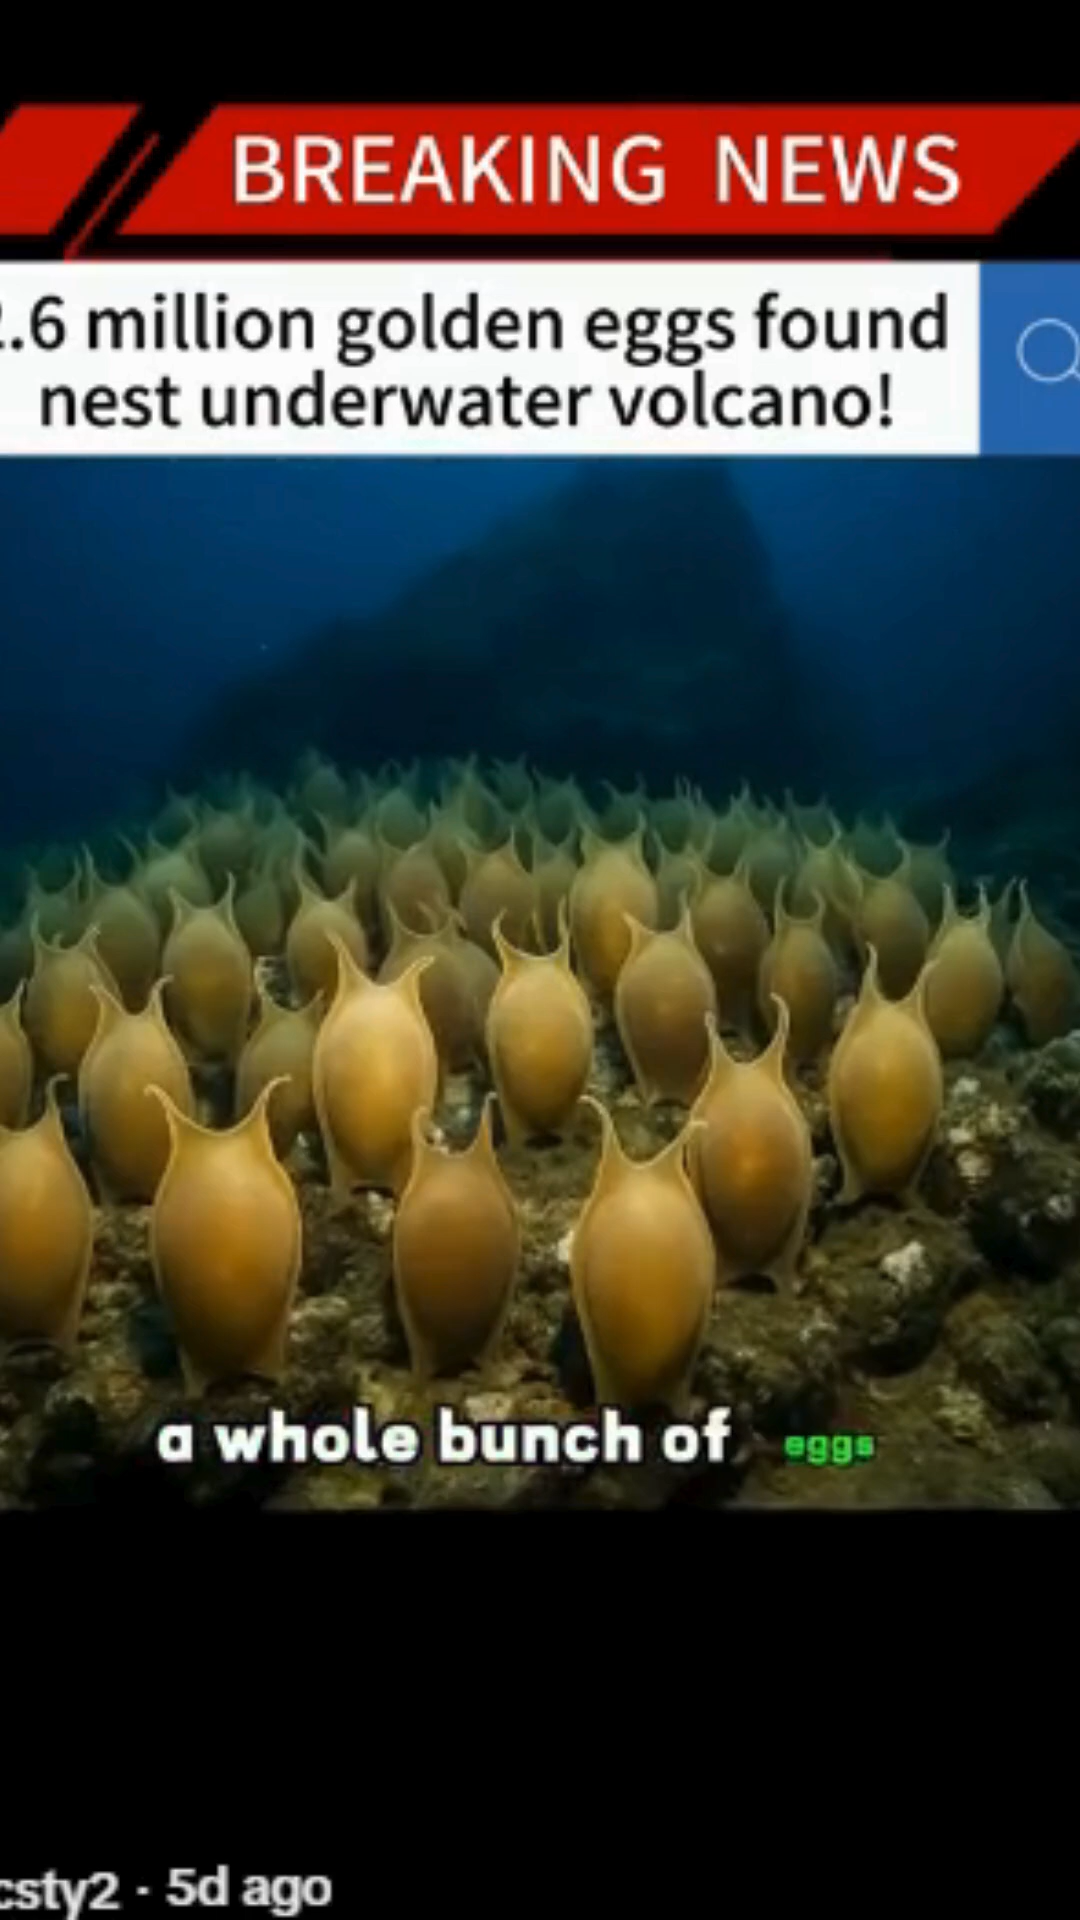 BREAKING NEWS
.6 million golden eggs found
nest underwater volcano!
a whole bunch of eggs
csty2 · 5d ago